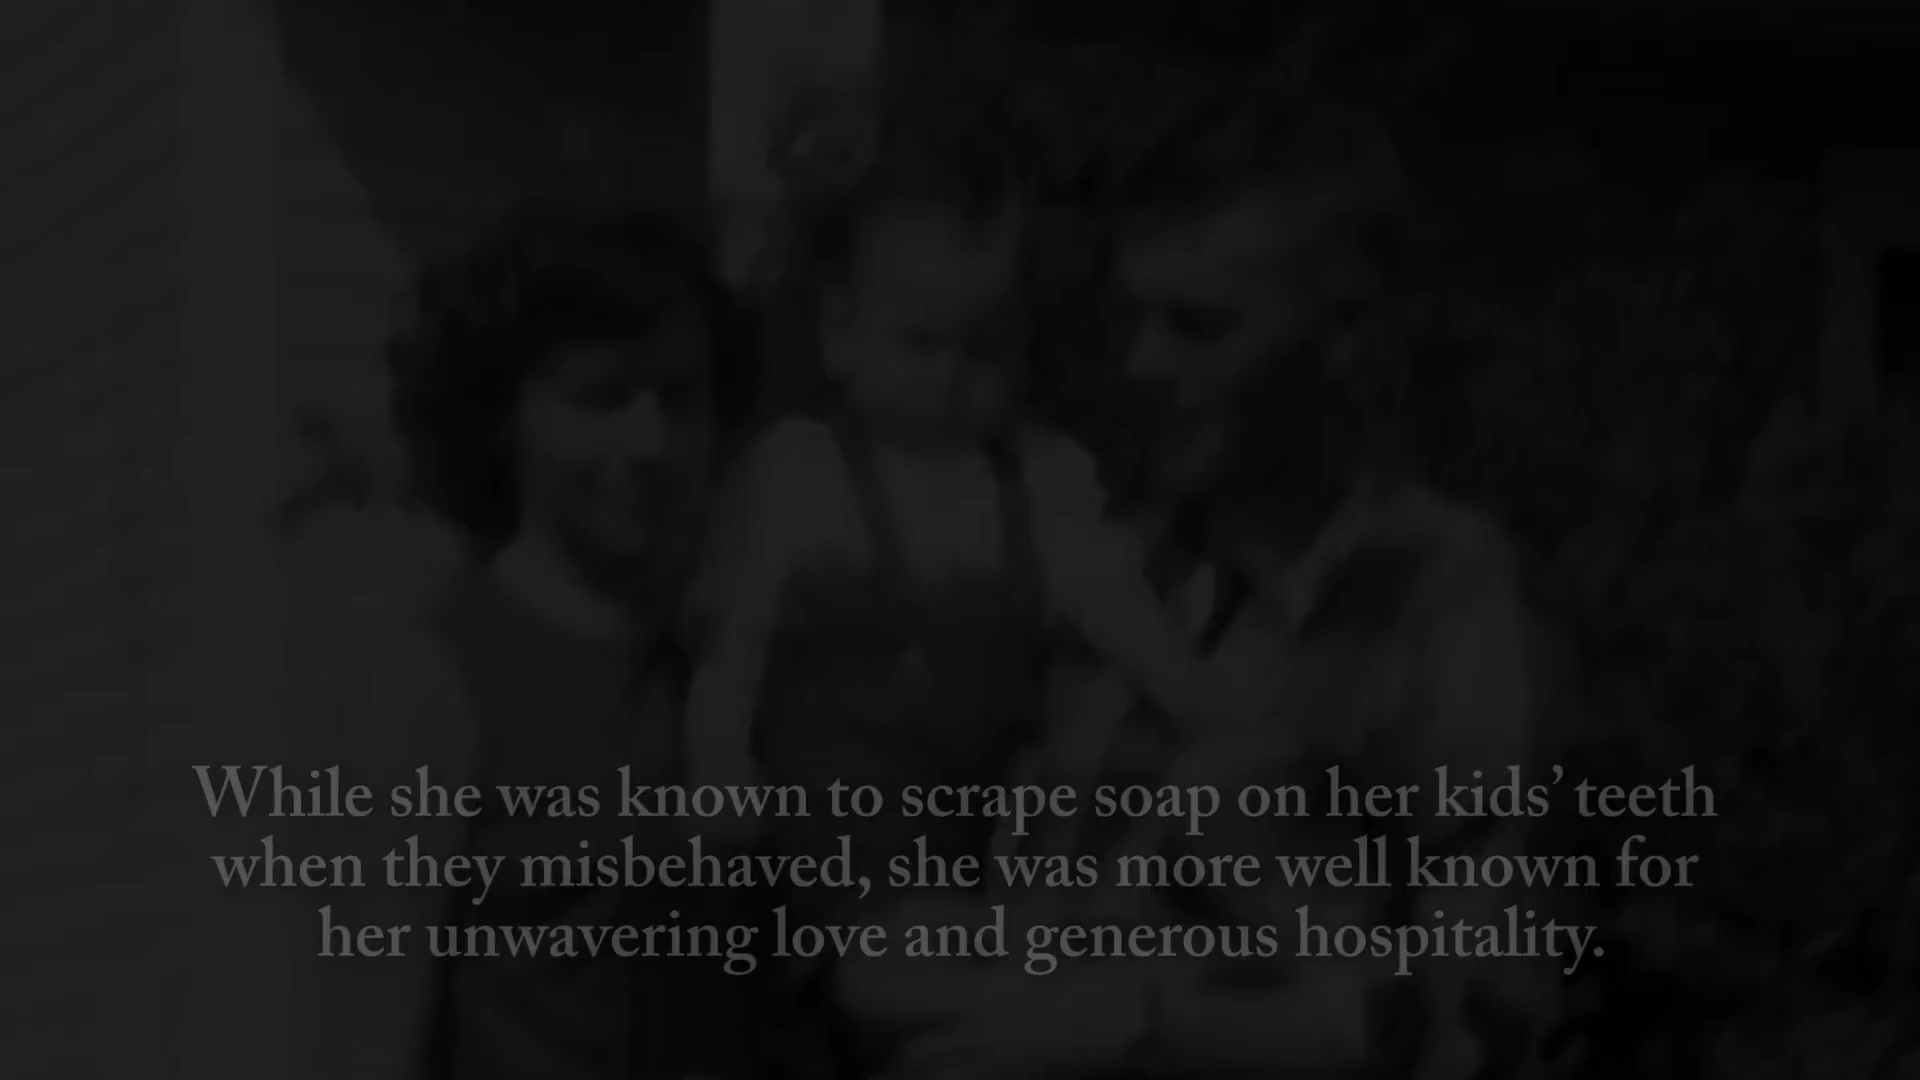 While she was known to scrape soap on her kids’ teeth
when they misbehaved, she was more well known for
her unwavering love and generous hospitality.